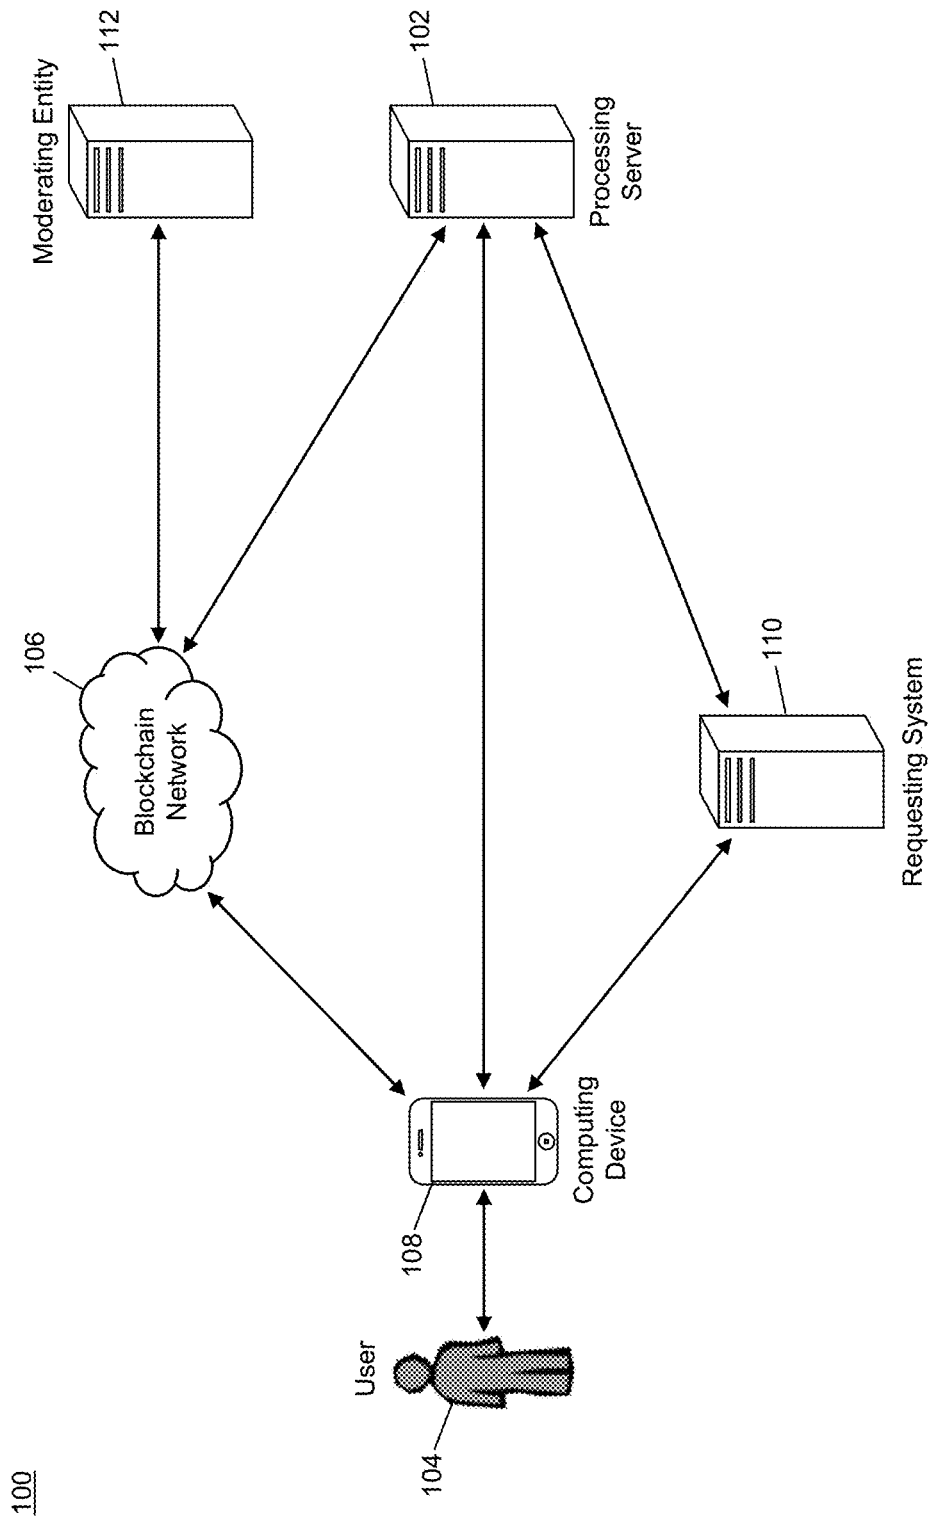 100
Moderating Entity
112
106
Blockchain
Network
102
Processing
Server
User
104
108
Computing
Device
110
Requesting System